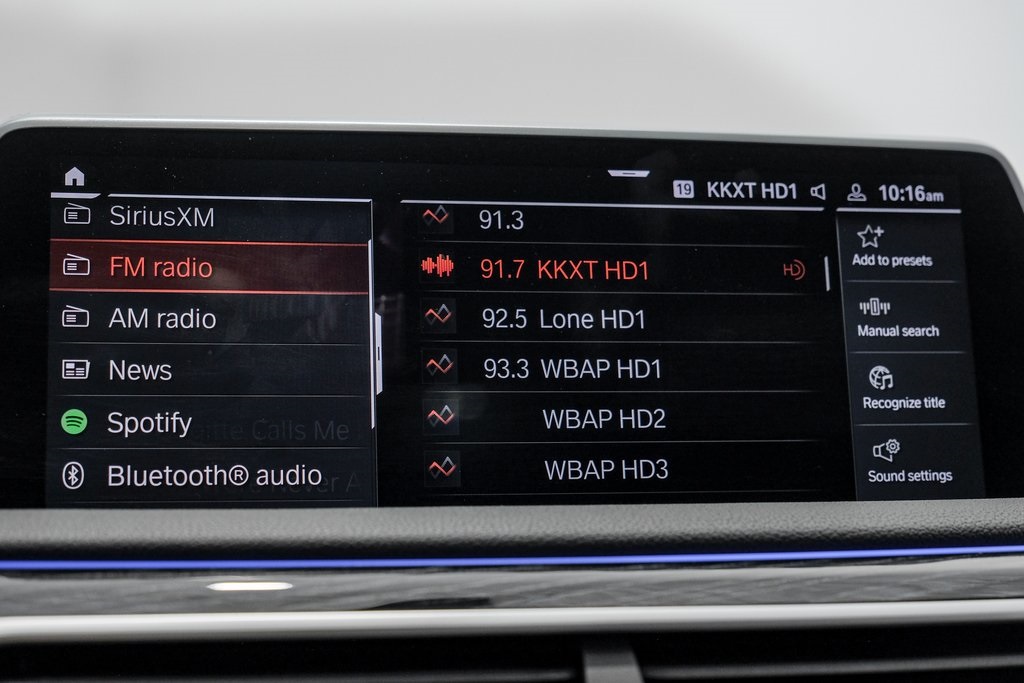 19 KKXT HD1 10:16am
SiriusXM
FM radio
AM radio
News
Spotify
Calls Me
Bluetooth® audio
91.3
91.7 KKXT HD1 HD
92.5 Lone HD1
93.3 WBAP HD1
WBAP HD2
WBAP HD3
Add to presets
Manual search
Recognize title
Sound settings